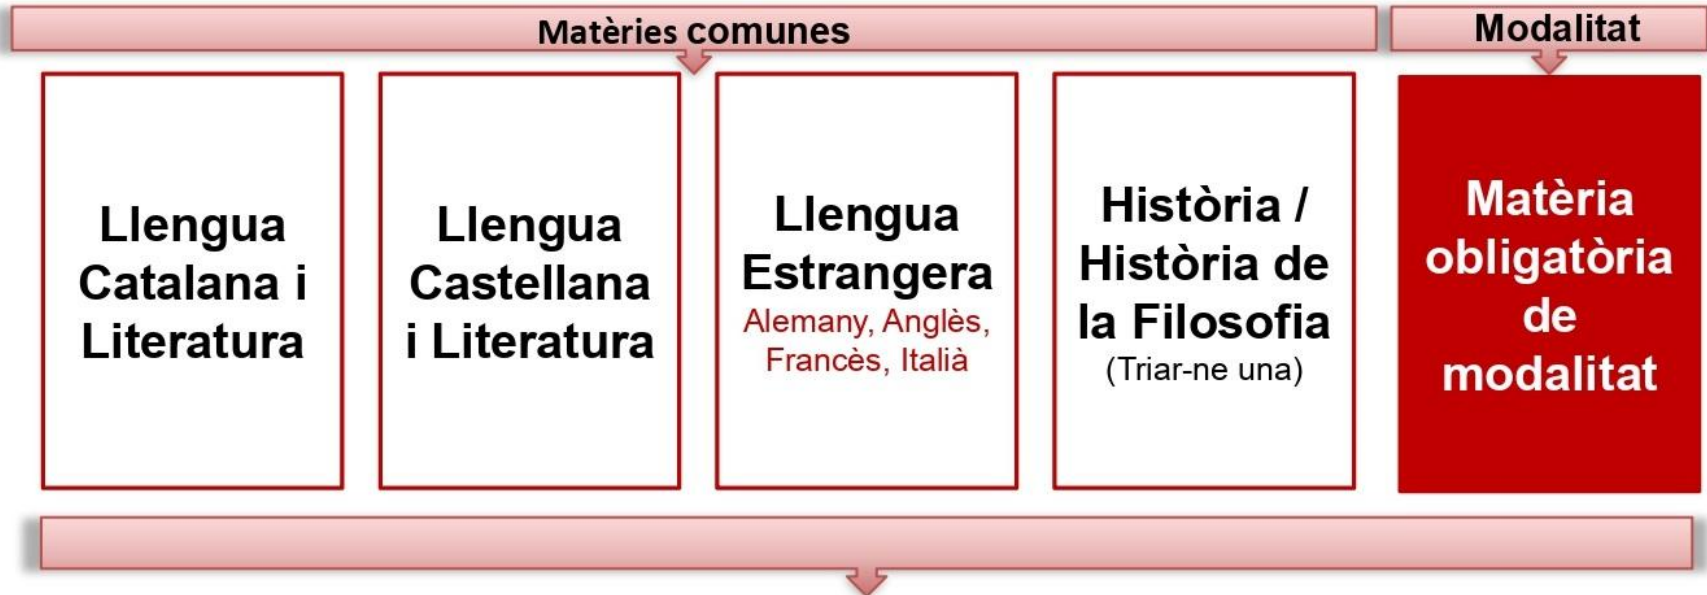 Matèries comunes
Modalitat
Llengua
Catalana i
Literatura
Llengua
Castellana
i Literatura
Llengua
Estrangera
Alemany, Anglès,
Francès, Italià
Història /
Història de
la Filosofia
(Triar-ne una)
Matèria
obligatòria
de
modalitat